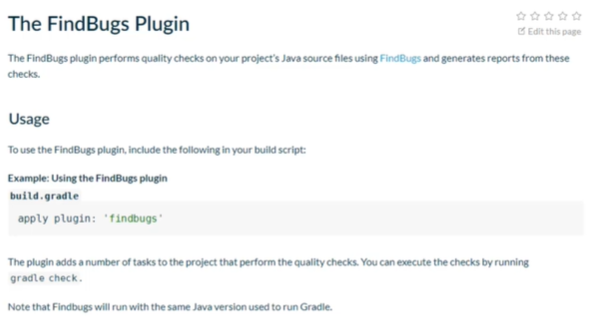 The FindBugs Plugin
Edit this page
The FindBugs plugin performs quality checks on your project's Java source files using FindBugs and generates reports from these
checks.
Usage
To use the FindBugs plugin, include the following in your build script:
Example: Using the FindBugs plugin
build.gradle
apply plugin: 'findbugs'
The plugin adds a number of tasks to the project that perform the quality checks. You can execute the checks by running
gradle check.
Note that Findbugs will run with the same Java version used to run Gradle.